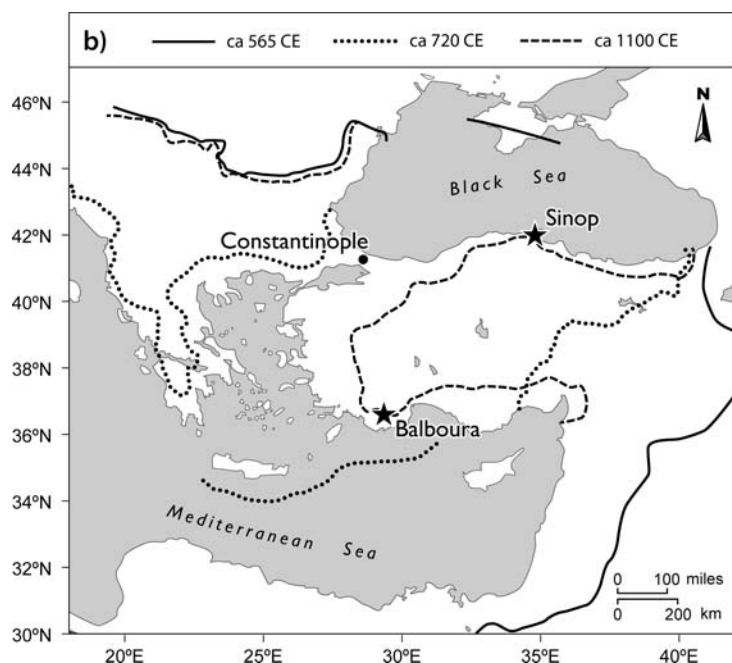 b) ca 565 CE ca 720 CE ca 1100 CE
46ºN
44ºN
42ºN
40ºN
38ºN
36ºN
34ºN
32ºN
30ºN
N
Black Sea
Sinop
Constantinople
Balboura
Mediterranean Sea
0 100 miles
0 200
km
20ºE 25ºE 30ºE 35ºE 40ºE